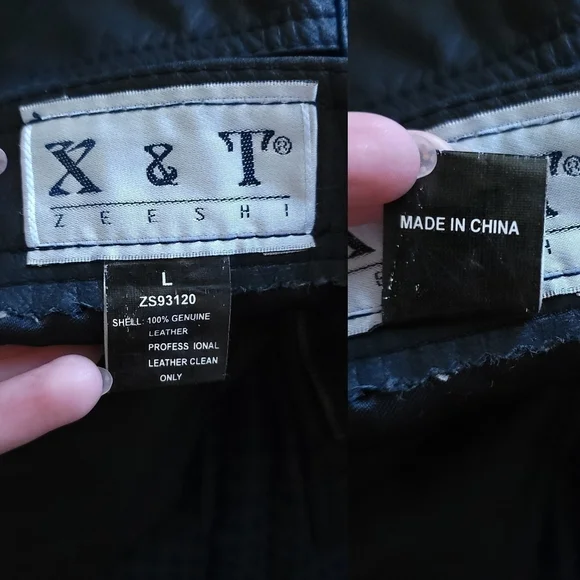 X & T®
ZEESHI
L
ZS93120
SHELL: 100% GENUINE
LEATHER
PROFESS IONAL
LEATHER CLEAN
ONLY
MADE IN CHINA